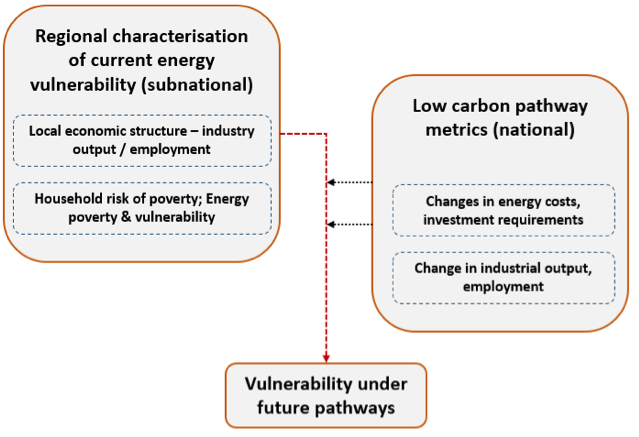 Regional characterisation
of current energy
vulnerability (subnational)
Local economic structure – industry
output / employment
Household risk of poverty; Energy
poverty & vulnerability
Low carbon pathway
metrics (national)
Changes in energy costs,
investment requirements
Change in industrial output,
employment
Vulnerability under
future pathways